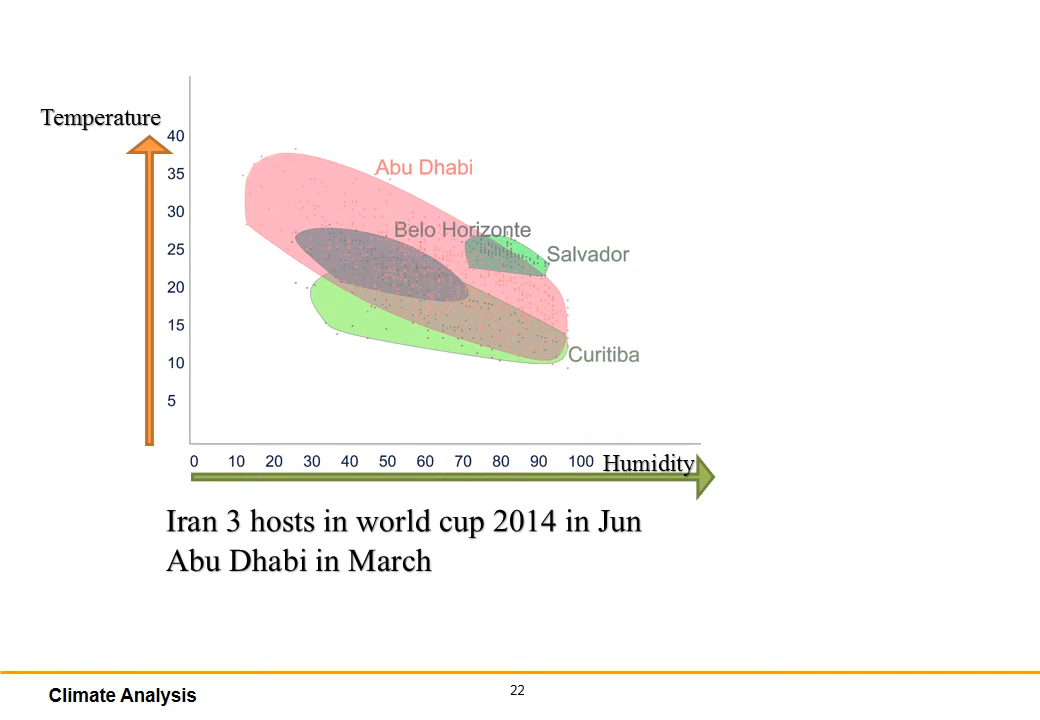 Temperature
40
35
30
25
20
15
10
5
Abu Dhabi
Belo Horizonte
Salvador
Curitiba
0 10 20 30 40 50 60 70 80 90 100 Humidity
Iran 3 hosts in world cup 2014 in Jun
Abu Dhabi in March
Climate Analysis
22